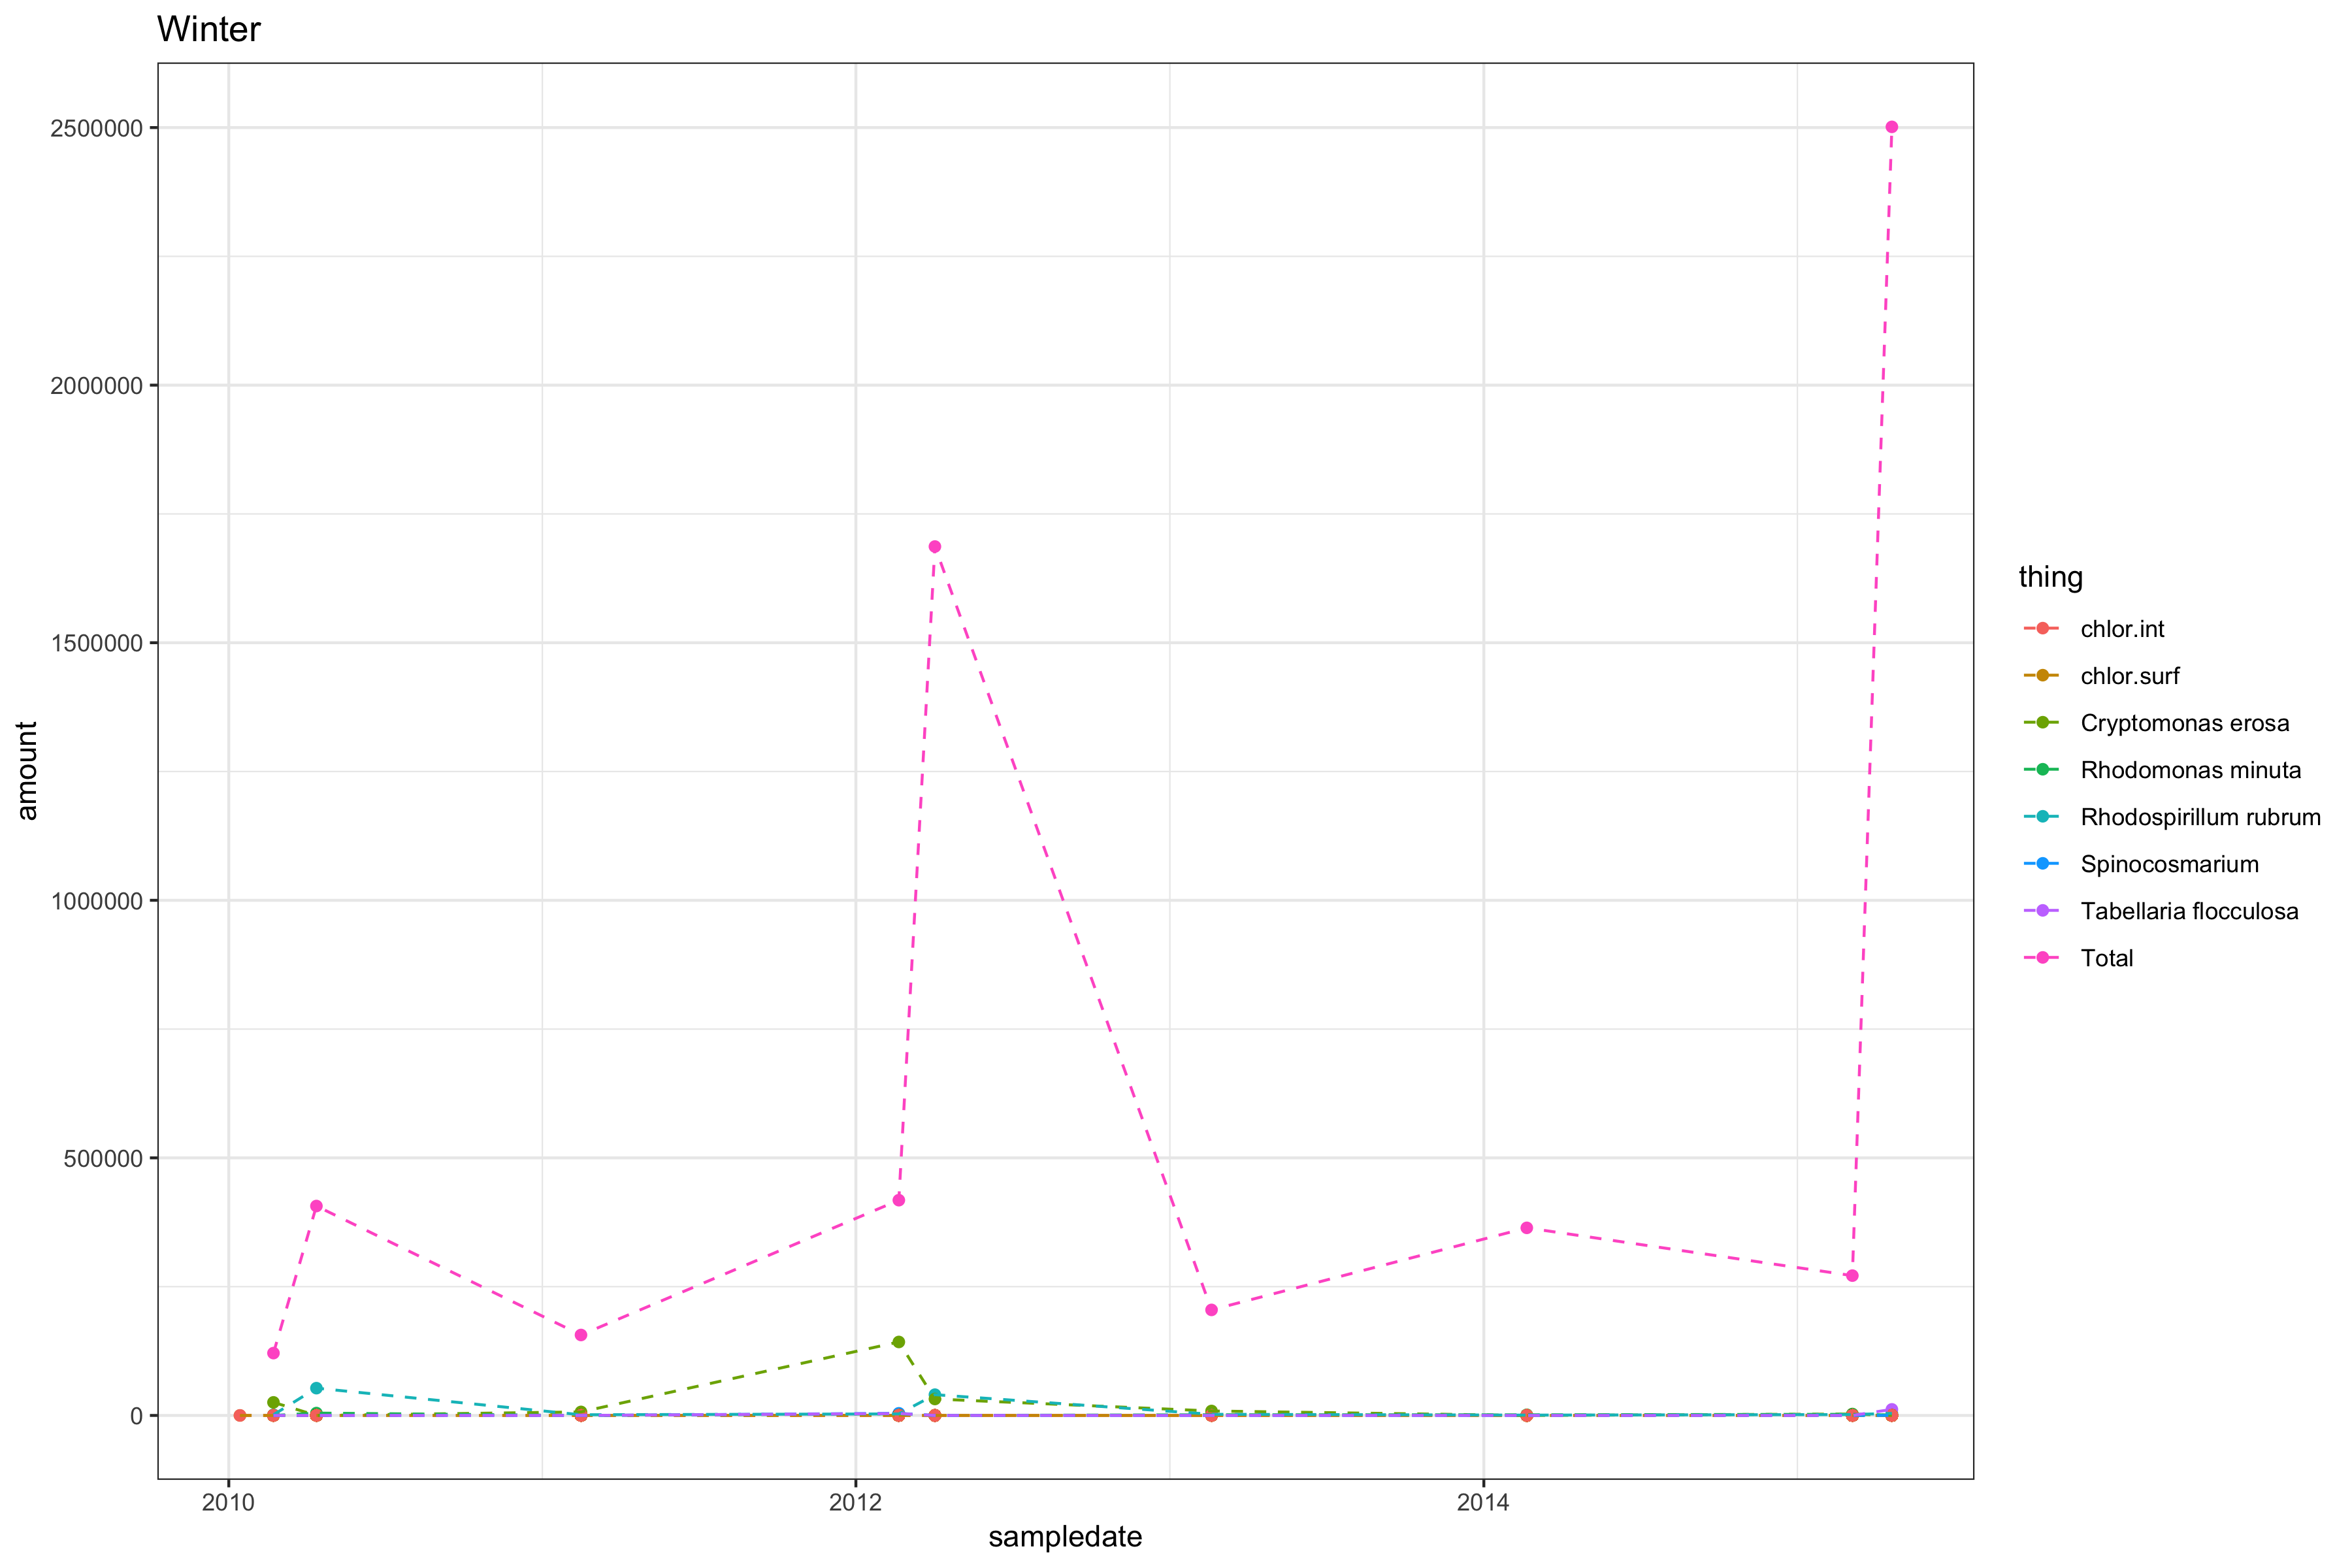 Winter
2500000
2000000
1500000
1000000
500000
0
amount
2010
2012
2014
sampledate
thing
chlor.int
chlor.surf
Cryptomonas erosa
Rhodomonas minuta
Rhodospirillum rubrum
Spinocosmarium
Tabellaria flocculosa
Total